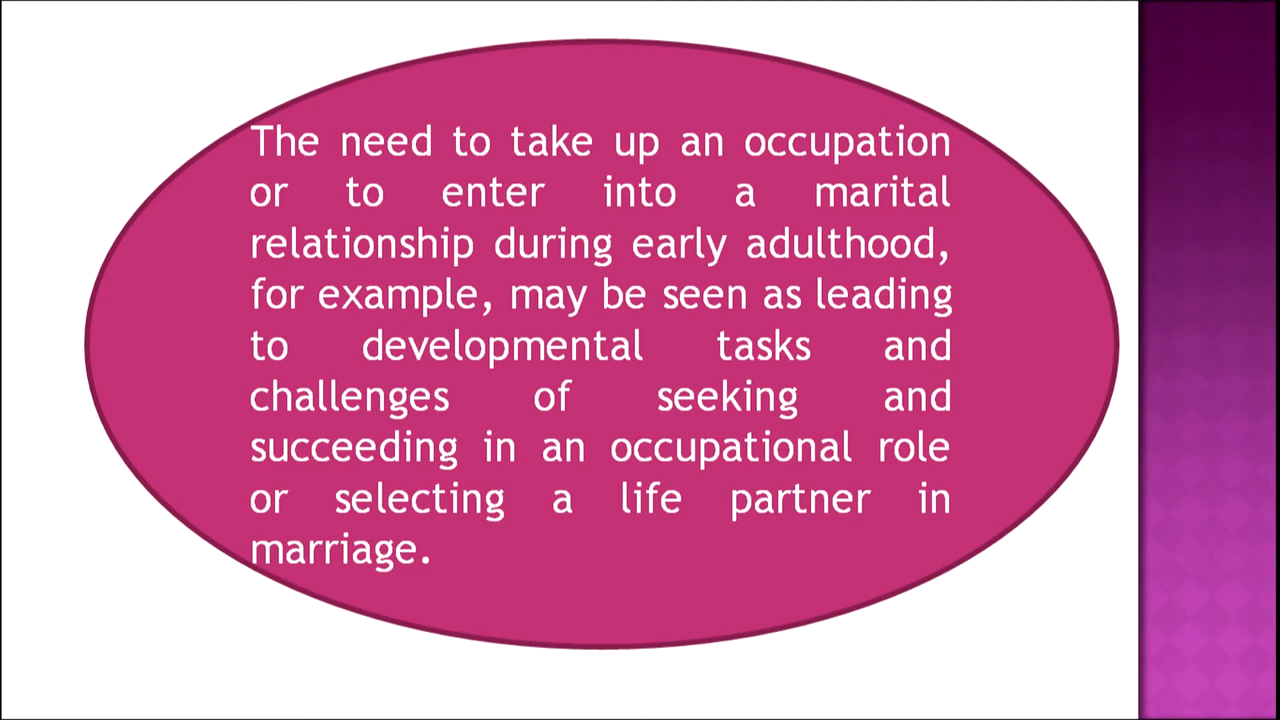 The need to take up an occupation
or to enter into a marital
relationship during early adulthood,
for example, may be seen as leading
to developmental tasks and
challenges of seeking and
succeeding in an occupational role
or selecting a life partner in
marriage.